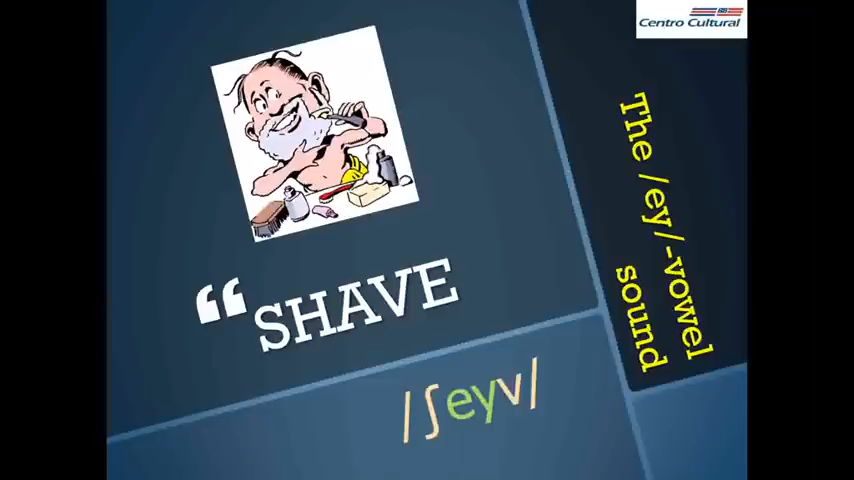 Centro Cultural
The /ey/-vowel
sound
“SHAVE
/ʃeyv/